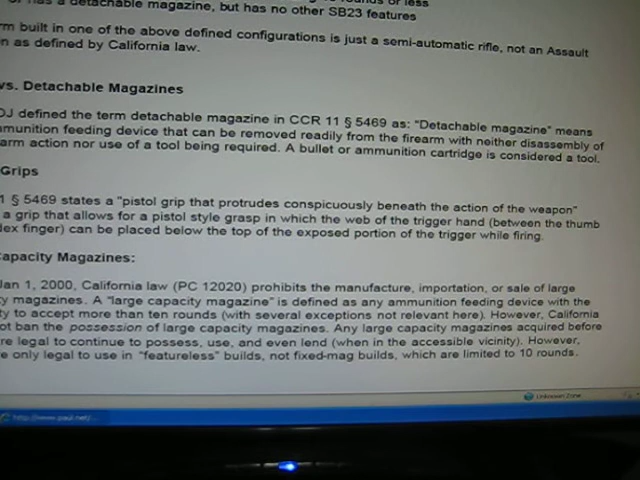 detachable magazine, but has no other SB23 features
rm built in one of the above defined configurations is just a semi-automatic rifle, not an Assault
n as defined by California law.
vs. Detachable Magazines
OJ defined the term detachable magazine in CCR 11 § 5469 as: "Detachable magazine" means
mmunition feeding device that can be removed readily from the firearm with neither disassembly of
arm action nor use of a tool being required. A bullet or ammunition cartridge is considered a tool.
Grips
1 § 5469 states a "pistol grip that protrudes conspicuously beneath the action of the weapon"
a grip that allows for a pistol style grasp in which the web of the trigger hand (between the thumb
dex finger) can be placed below the top of the exposed portion of the trigger while firing.
Capacity Magazines:
Jan 1, 2000, California law (PC 12020) prohibits the manufacture, importation, or sale of large
ty magazines. A "large capacity magazine" is defined as any ammunition feeding device with the
ty to accept more than ten rounds (with several exceptions not relevant here). However, California
ot ban the possession of large capacity magazines. Any large capacity magazines acquired before
re legal to continue to possess, use, and even lend (when in the accessible vicinity). However,
e only legal to use in "featureless" builds, not fixed-mag builds, which are limited to 10 rounds.
Unknown Zone